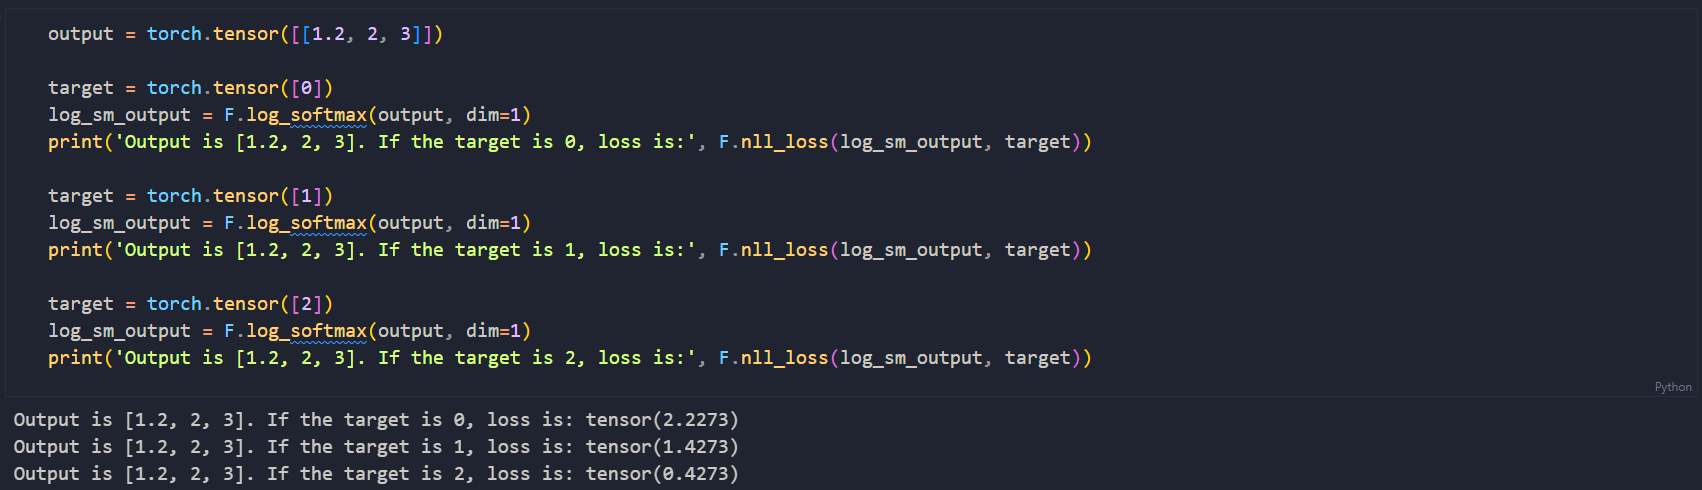 output = torch.tensor([[1.2, 2, 3]])
target = torch.tensor([0])
log_sm_output = F.log_softmax(output, dim=1)
print('Output is [1.2, 2, 3]. If the target is 0, loss is:', F.nll_loss(log_sm_output, target))
target = torch.tensor([1])
log_sm_output = F.log_softmax(output, dim=1)
print('Output is [1.2, 2, 3]. If the target is 1, loss is:', F.nll_loss(log_sm_output, target))
target = torch.tensor([2])
log_sm_output = F.log_softmax(output, dim=1)
print('Output is [1.2, 2, 3]. If the target is 2, loss is:', F.nll_loss(log_sm_output, target))
Python
Output is [1.2, 2, 3]. If the target is 0, loss is: tensor(2.2273)
Output is [1.2, 2, 3]. If the target is 1, loss is: tensor(1.4273)
Output is [1.2, 2, 3]. If the target is 2, loss is: tensor(0.4273)